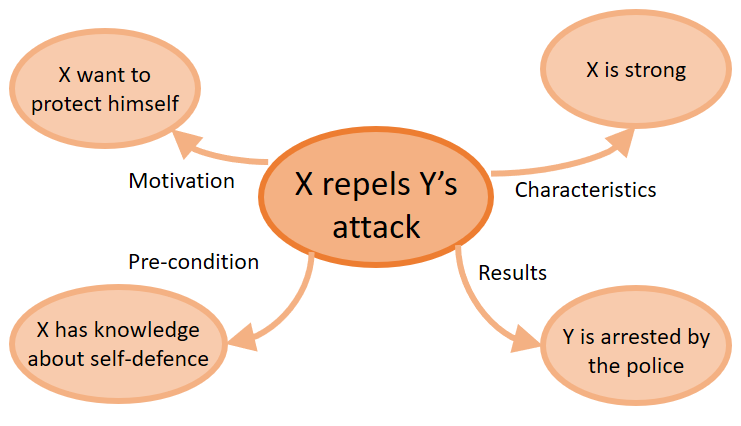 X want to
protect himself
X is strong
Motivation
X repels Y's
attack
Characteristics
Pre-condition
Results
X has knowledge
about self-defence
Y is arrested by
the police